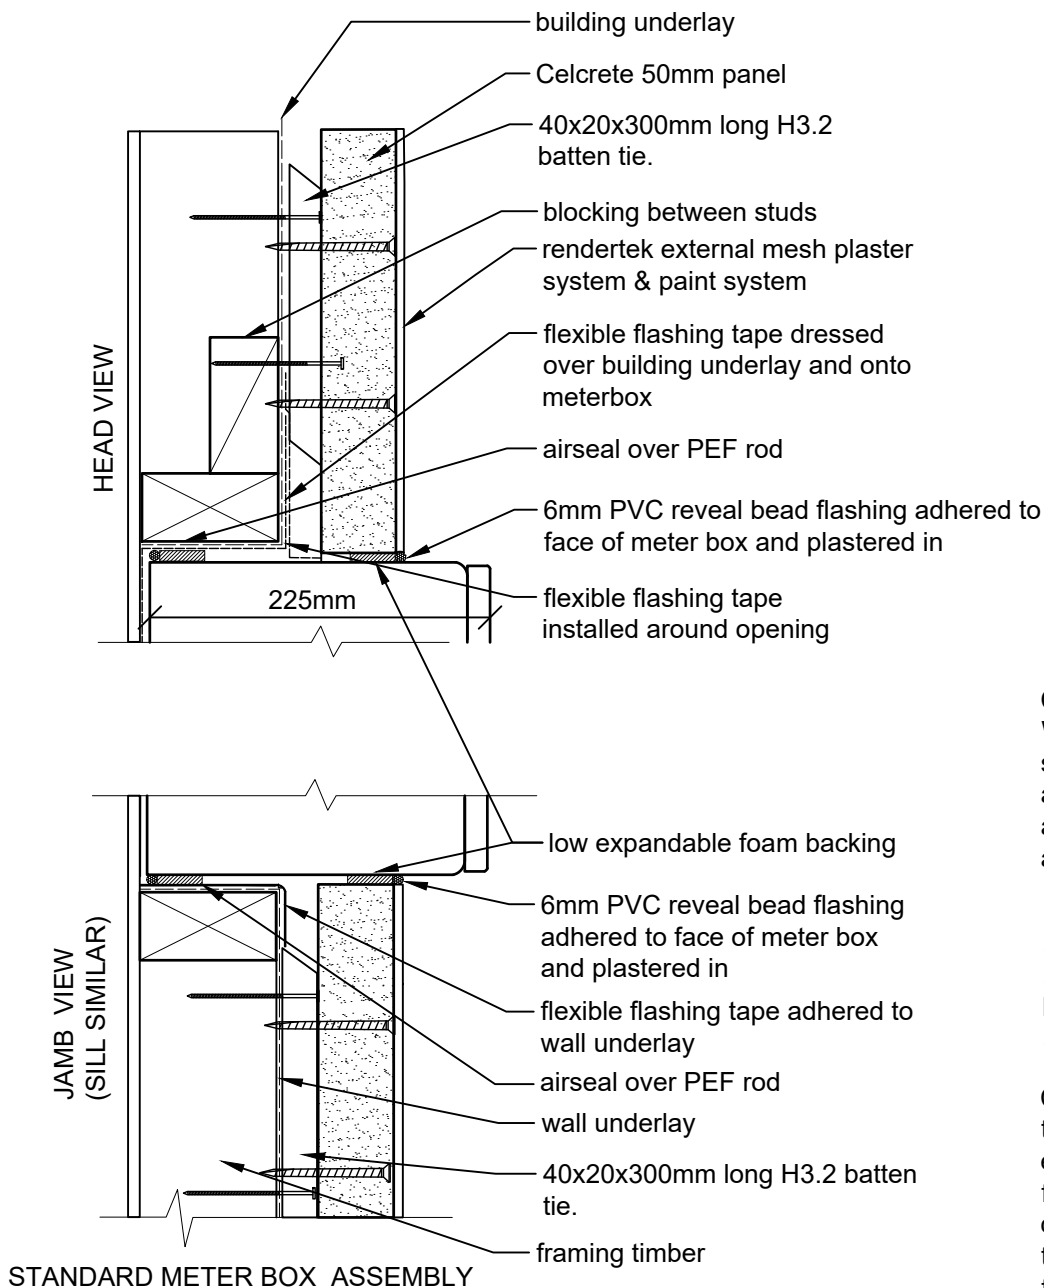 building underlay
Celcrete 50mm panel
40x20x300mm long H3.2
batten tie.
blocking between studs
rendertek external mesh plaster
system & paint system
flexible flashing tape dressed
over building underlay and onto
meterbox
HEAD VIEW
airseal over PEF rod
6mm PVC reveal bead flashing adhered to
face of meter box and plastered in
225mm
flexible flashing tape
installed around opening
low expandable foam backing
6mm PVC reveal bead flashing
adhered to face of meter box
and plastered in
JAMB VIEW
(SILL SIMILAR)
flexible flashing tape adhered to
wall underlay
airseal over PEF rod
wall underlay
40x20x300mm long H3.2 batten
tie.
framing timber
STANDARD METER BOX ASSEMBLY